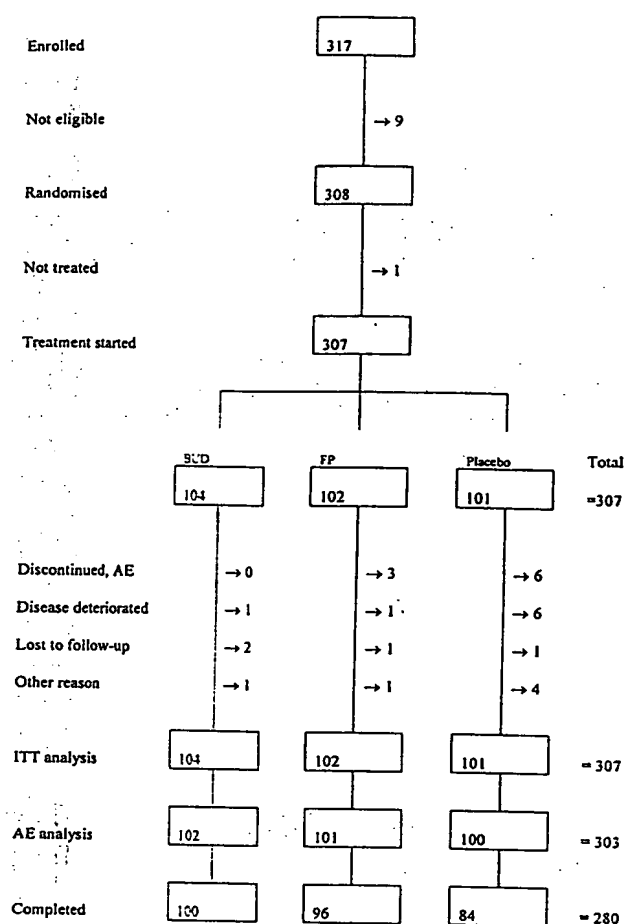 Enrolled 317
Not eligible → 9
Randomised 308
Not treated → 1
Treatment started 307
BUD FP Placebo Total
104 102 101 =307
Discontinued, AE → 0 → 3 → 6
Disease deteriorated → 1 → 1 → 6
Lost to follow-up → 2 → 1 → 1
Other reason → 1 → 1 → 4
ITT analysis 104 102 101 = 307
AE analysis 102 101 100 = 303
Completed 100 96 84 = 280